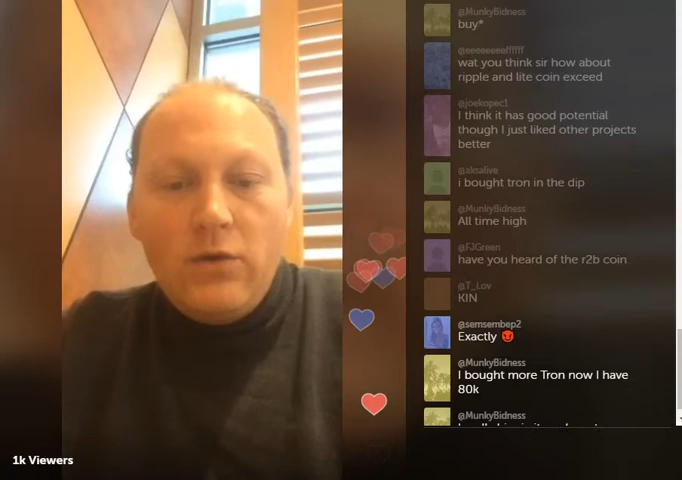 @MunkyBidness
buy*
@eeeeeeeffffff
wat you think sir how about
ripple and lite coin exceed
@joekopec1
I think it has good potential
though I just liked other projects
better
@alsalive
i bought tron in the dip
@MunkyBidness
All time high
@FJGreen
have you heard of the r2b coin
@T_Lov
KIN
@semsembep2
Exactly
@MunkyBidness
I bought more Tron now I have
80k
@MunkyBidness
1k Viewers